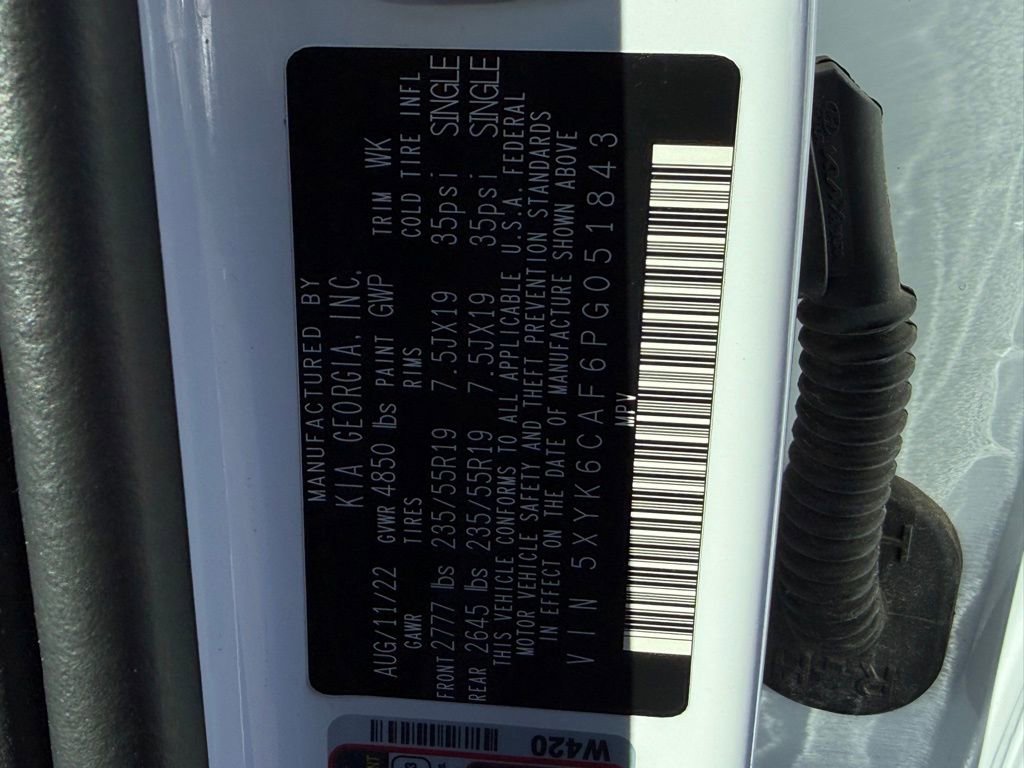 MANUFACTURED BY
KIA GEORGIA, INC.
AUG/11/22 GVWR 4850 lbs PAINT GWP TRIM WK
GAWR TIRES RIMS COLD TIRE INFL
FRONT 2777 lbs 235/55R19 7.5JX19 35psi SINGLE
REAR 2645 lbs 235/55R19 7.5JX19 35psi SINGLE
THIS VEHICLE CONFORMS TO ALL APPLICABLE U.S.A. FEDERAL
MOTOR VEHICLE SAFETY AND THEFT PREVENTION STANDARDS
IN EFFECT ON THE DATE OF MANUFACTURE SHOWN ABOVE
VIN 5XYK6CAF6PG051843
MPV
W420